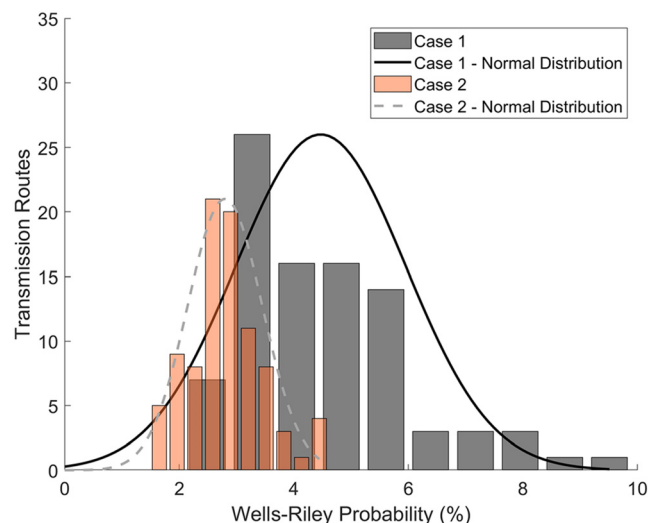 35
30
25
20
15
10
5
0
Transmission Routes
Case 1
Case 1 - Normal Distribution
Case 2
Case 2 - Normal Distribution
0 2 4 6 8 10
Wells-Riley Probability (%)